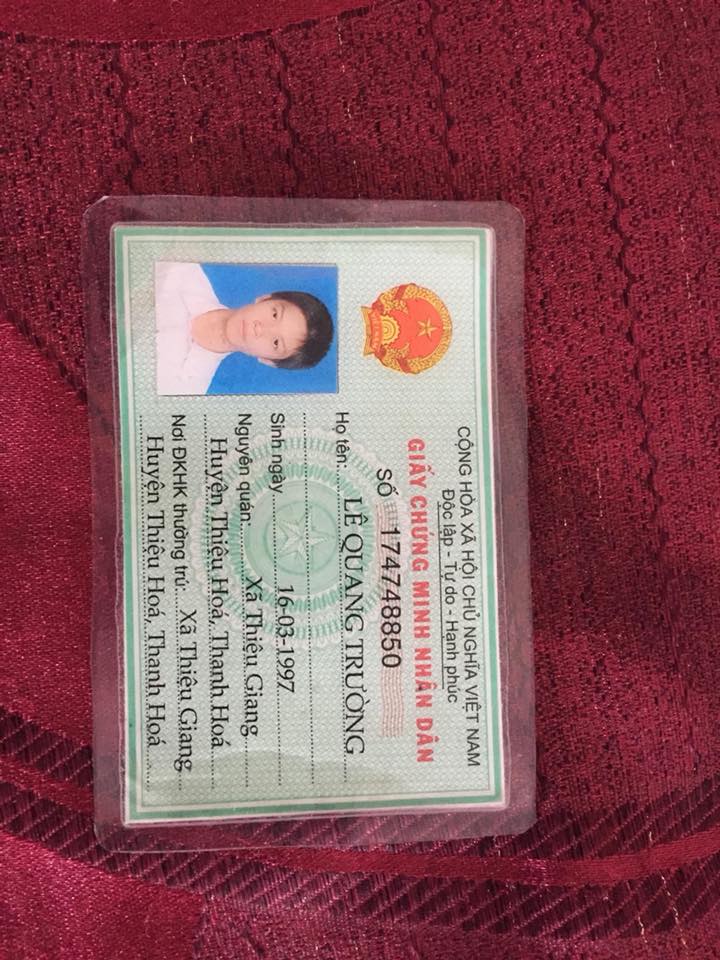 CỘNG HÒA XÃ HỘI CHỦ NGHĨA VIỆT NAM
Độc lập - Tự do - Hạnh phúc
GIẤY CHỨNG MINH NHÂN DÂN
SỐ 174748850
Họ tên: LÊ QUANG TRƯỜNG
Sinh ngày 16-03-1997
Nguyên quán: Xã Thiệu Giang
Huyện Thiệu Hoá, Thanh Hoá
Nơi ĐKHK thường trú: Xã Thiệu Giang
Huyện Thiệu Hoá, Thanh Hoá